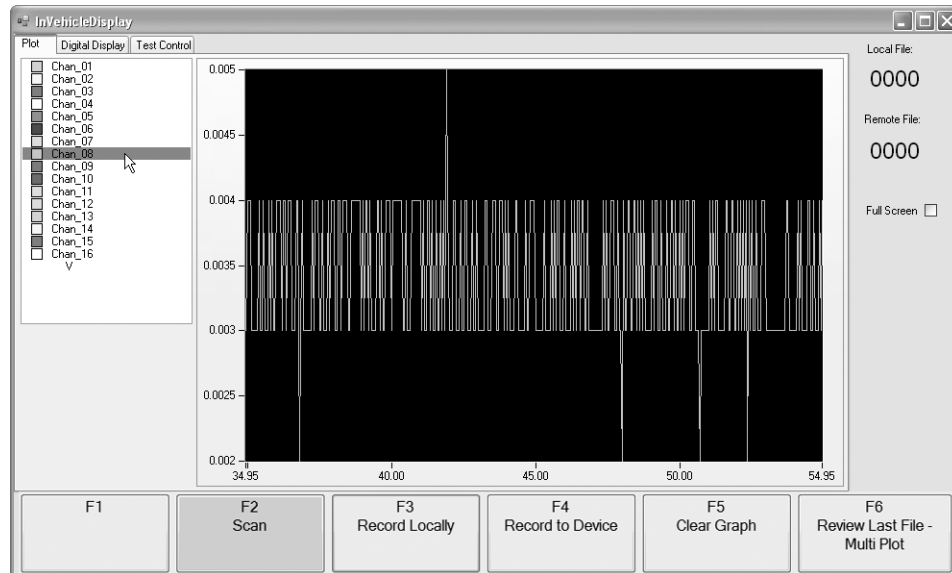 InVehicleDisplay
Plot
Digital Display
Test Control
Chan_01
Chan_02
Chan_03
Chan_04
Chan_05
Chan_06
Chan_07
Chan_08
Chan_09
Chan_10
Chan_11
Chan_12
Chan_13
Chan_14
Chan_15
Chan_16
V
0.005
0.0045
0.004
0.0035
0.003
0.0025
0.002
34.95
40.00
45.00
50.00
54.95
Local File:
0000
Remote File:
0000
Full Screen
F1
F2
Scan
F3
Record Locally
F4
Record to Device
F5
Clear Graph
F6
Review Last File -
Multi Plot